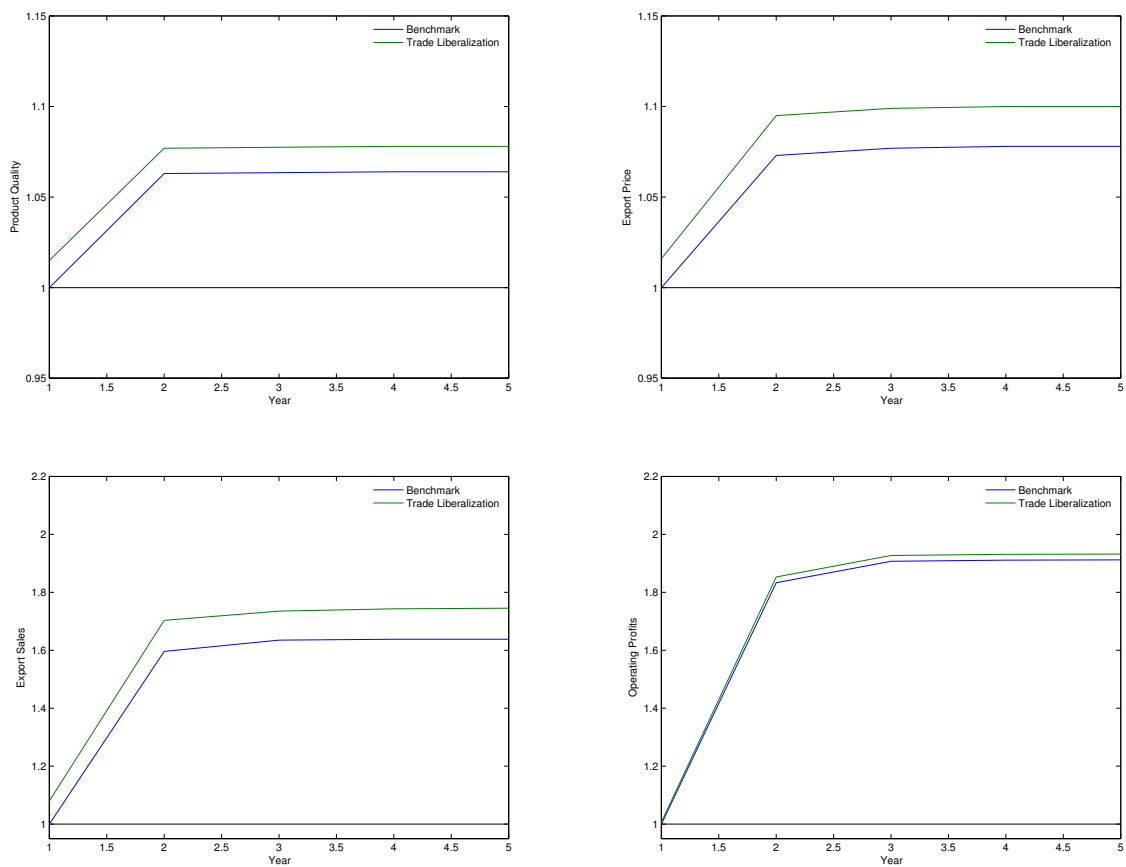 1.15
Benchmark
Trade Liberalization
1.1
Product Quality
1.05
1
0.95
1 1.5 2 2.5 3 3.5 4 4.5 5
Year
1.15
Benchmark
Trade Liberalization
1.1
Export Price
1.05
1
0.95
1 1.5 2 2.5 3 3.5 4 4.5 5
Year
2.2
Benchmark
Trade Liberalization
2
1.8
Export Sales
1.6
1.4
1.2
1
1 1.5 2 2.5 3 3.5 4 4.5 5
Year
2.2
Benchmark
Trade Liberalization
2
1.8
Operating Profits
1.6
1.4
1.2
1
1 1.5 2 2.5 3 3.5 4 4.5 5
Year